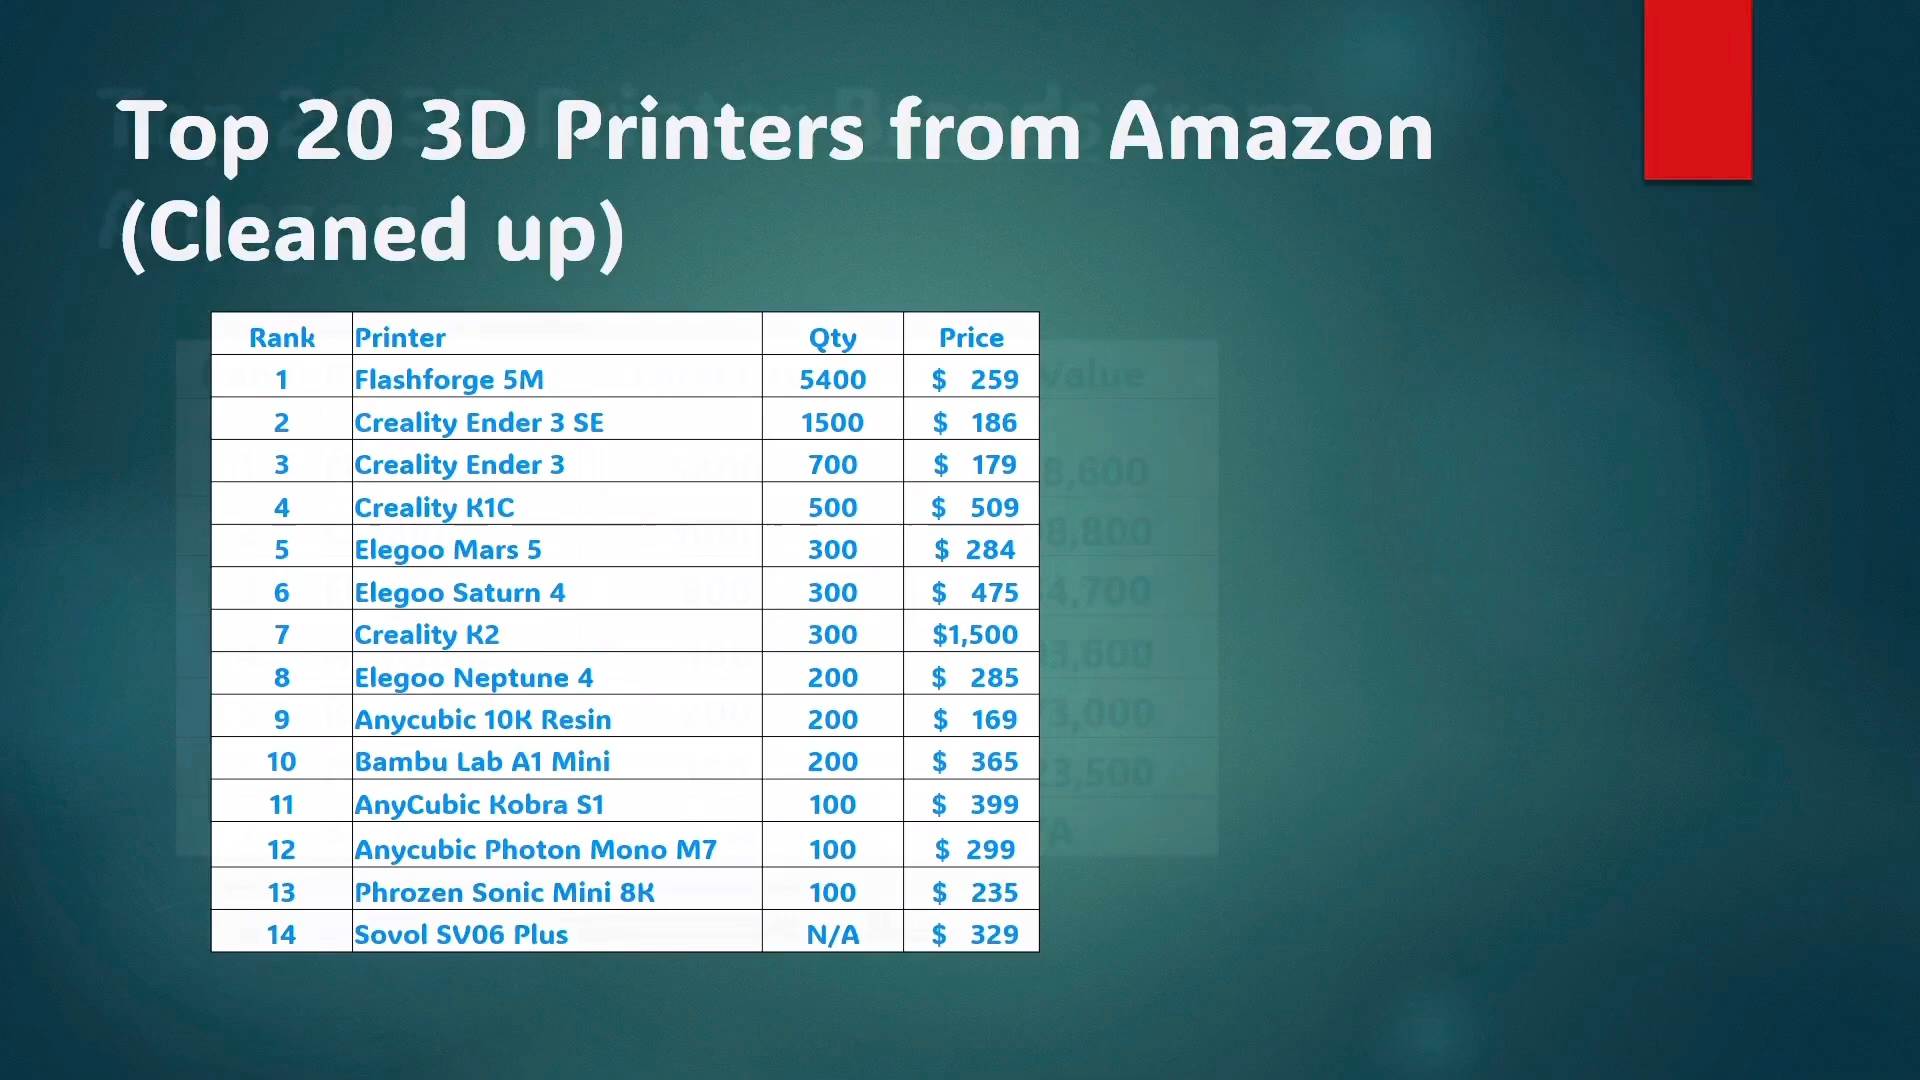 Top 20 3D Printers from Amazon
(Cleaned up)
Rank Printer Qty Price
1 Flashforge 5M 5400 $ 259
2 Creality Ender 3 SE 1500 $ 186
3 Creality Ender 3 700 $ 179
4 Creality K1C 500 $ 509
5 Elegoo Mars 5 300 $ 284
6 Elegoo Saturn 4 300 $ 475
7 Creality K2 300 $1,500
8 Elegoo Neptune 4 200 $ 285
9 Anycubic 10K Resin 200 $ 169
10 Bambu Lab A1 Mini 200 $ 365
11 AnyCubic Kobra S1 100 $ 399
12 Anycubic Photon Mono M7 100 $ 299
13 Phrozen Sonic Mini 8K 100 $ 235
14 Sovol SV06 Plus N/A $ 329